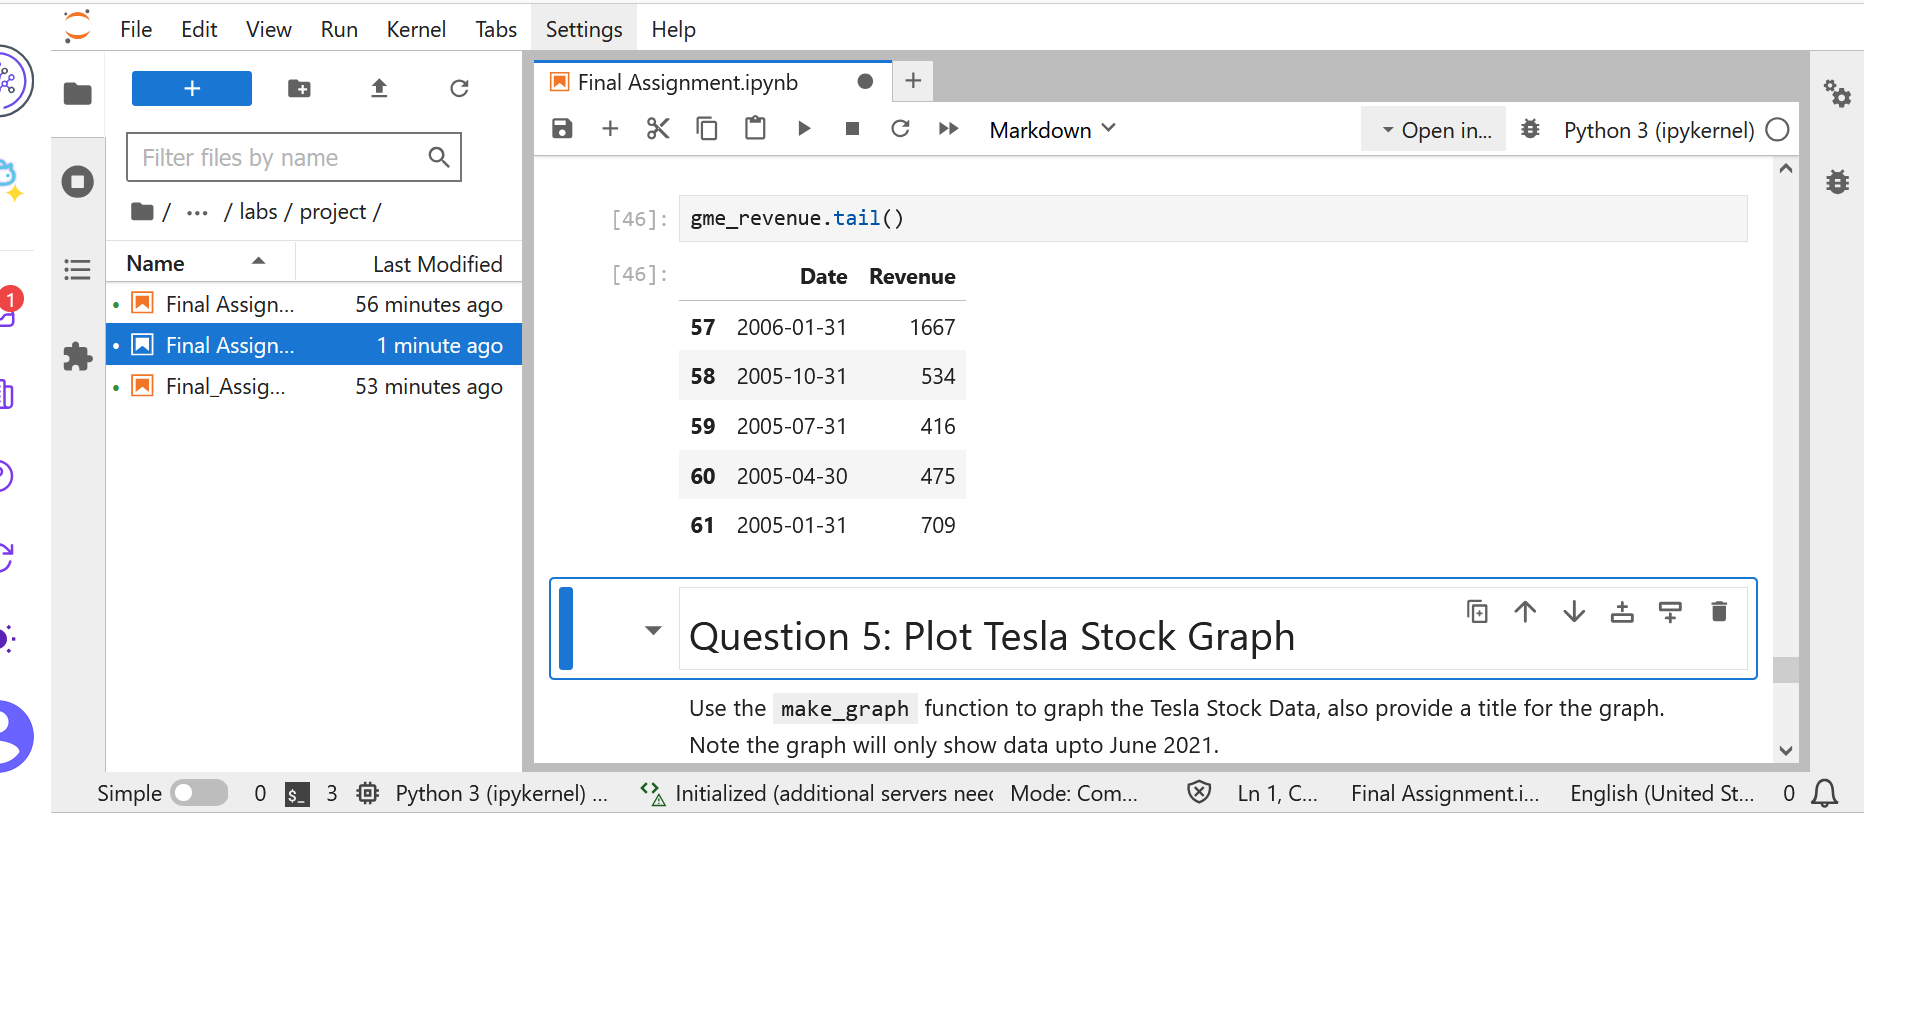 File Edit View Run Kernel Tabs Settings Help
Final Assignment.ipynb
Filter files by name
Markdown
Open in...
Python 3 (ipykernel)
/ ... / labs / project /
Name Last Modified
Final Assign... 56 minutes ago
Final Assign... 1 minute ago
Final_Assig... 53 minutes ago
1
[46]: gme_revenue.tail()
[46]: Date Revenue
57 2006-01-31 1667
58 2005-10-31 534
59 2005-07-31 416
60 2005-04-30 475
61 2005-01-31 709
Question 5: Plot Tesla Stock Graph
Use the make_graph function to graph the Tesla Stock Data, also provide a title for the graph.
Note the graph will only show data upto June 2021.
Simple 0 $_ 3 Python 3 (ipykernel) ... Initialized (additional servers Mode: Com... Ln 1, C... Final Assignment.i... English (United St... 0